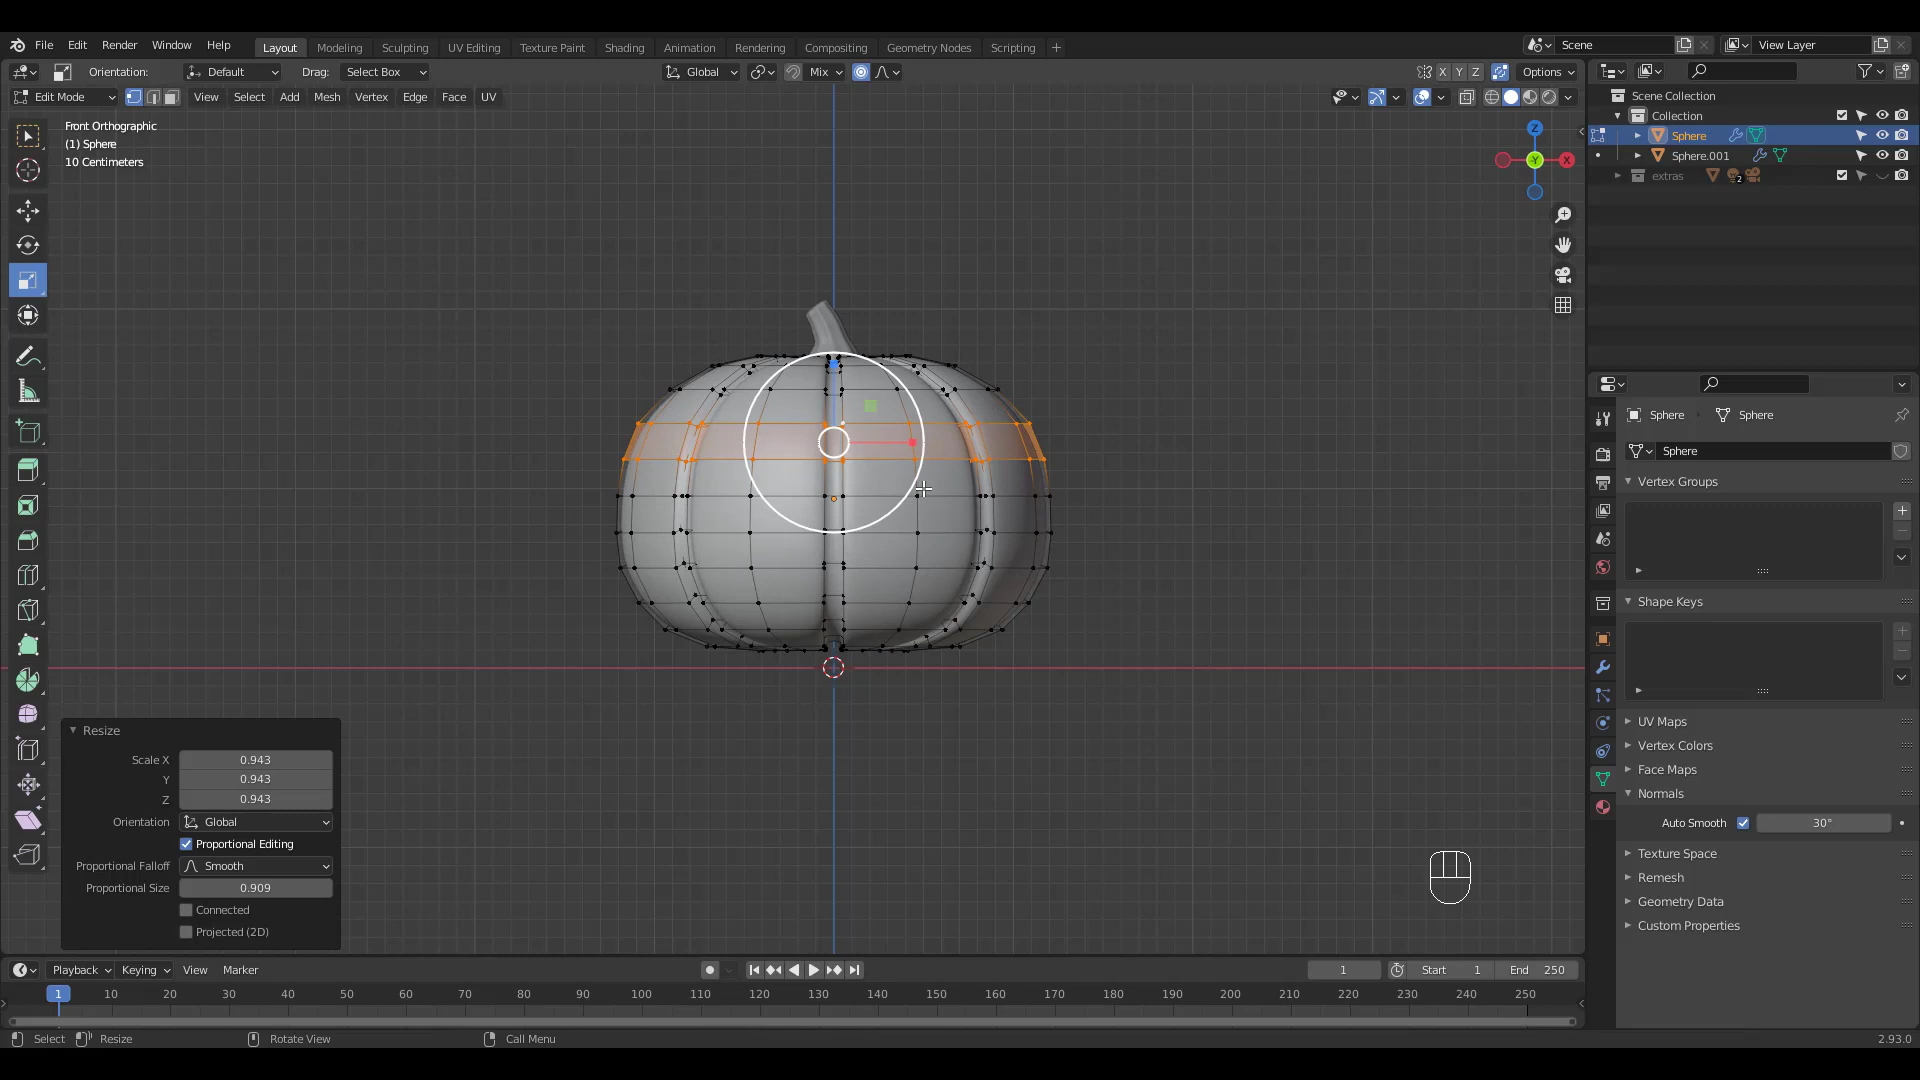 File Edit Render Window Help Layout Modeling Sculpting UV Editing Texture Paint Shading Animation Rendering Compositing Geometry Nodes Scripting + Scene View Layer
Orientation: Default Drag: Select Box Global Mix X Y Z Options
Edit Mode View Select Add Mesh Vertex Edge Face UV
Scene Collection
Collection
Sphere
Sphere.001
extras 2
Front Orthographic
(1) Sphere
10 Centimeters
Z
Y
X
Sphere Sphere
Sphere
Vertex Groups
Shape Keys
UV Maps
Vertex Colors
Face Maps
Normals
Auto Smooth 30°
Texture Space
Remesh
Geometry Data
Custom Properties
Resize
Scale X 0.943
Y 0.943
Z 0.943
Orientation Global
Proportional Editing
Proportional Falloff Smooth
Proportional Size 0.909
Connected
Projected (2D)
Playback Keying View Marker 1 Start 1 End 250
1 10 20 30 40 50 60 70 80 90 100 110 120 130 140 150 160 170 180 190 200 210 220 230 240 250
Select Resize Rotate View Call Menu 2.93.0